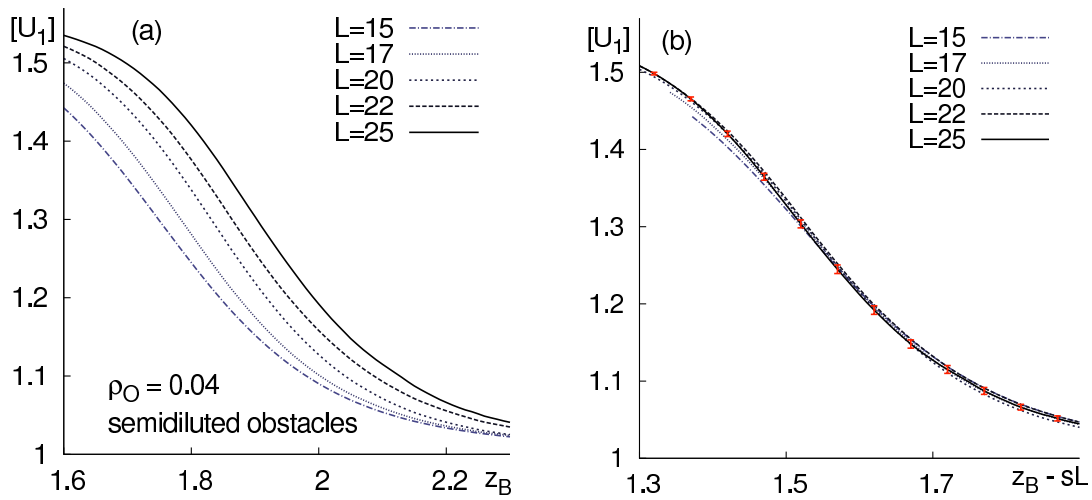 [U₁]
(a)
L=15
L=17
L=20
L=22
L=25
1.5
1.4
1.3
1.2
1.1
1
ρO = 0.04
semidiluted obstacles
1.6
1.8
2
2.2
zB
[U₁]
(b)
L=15
L=17
L=20
L=22
L=25
1.5
1.4
1.3
1.2
1.1
1
1.3
1.5
1.7
zB - sL